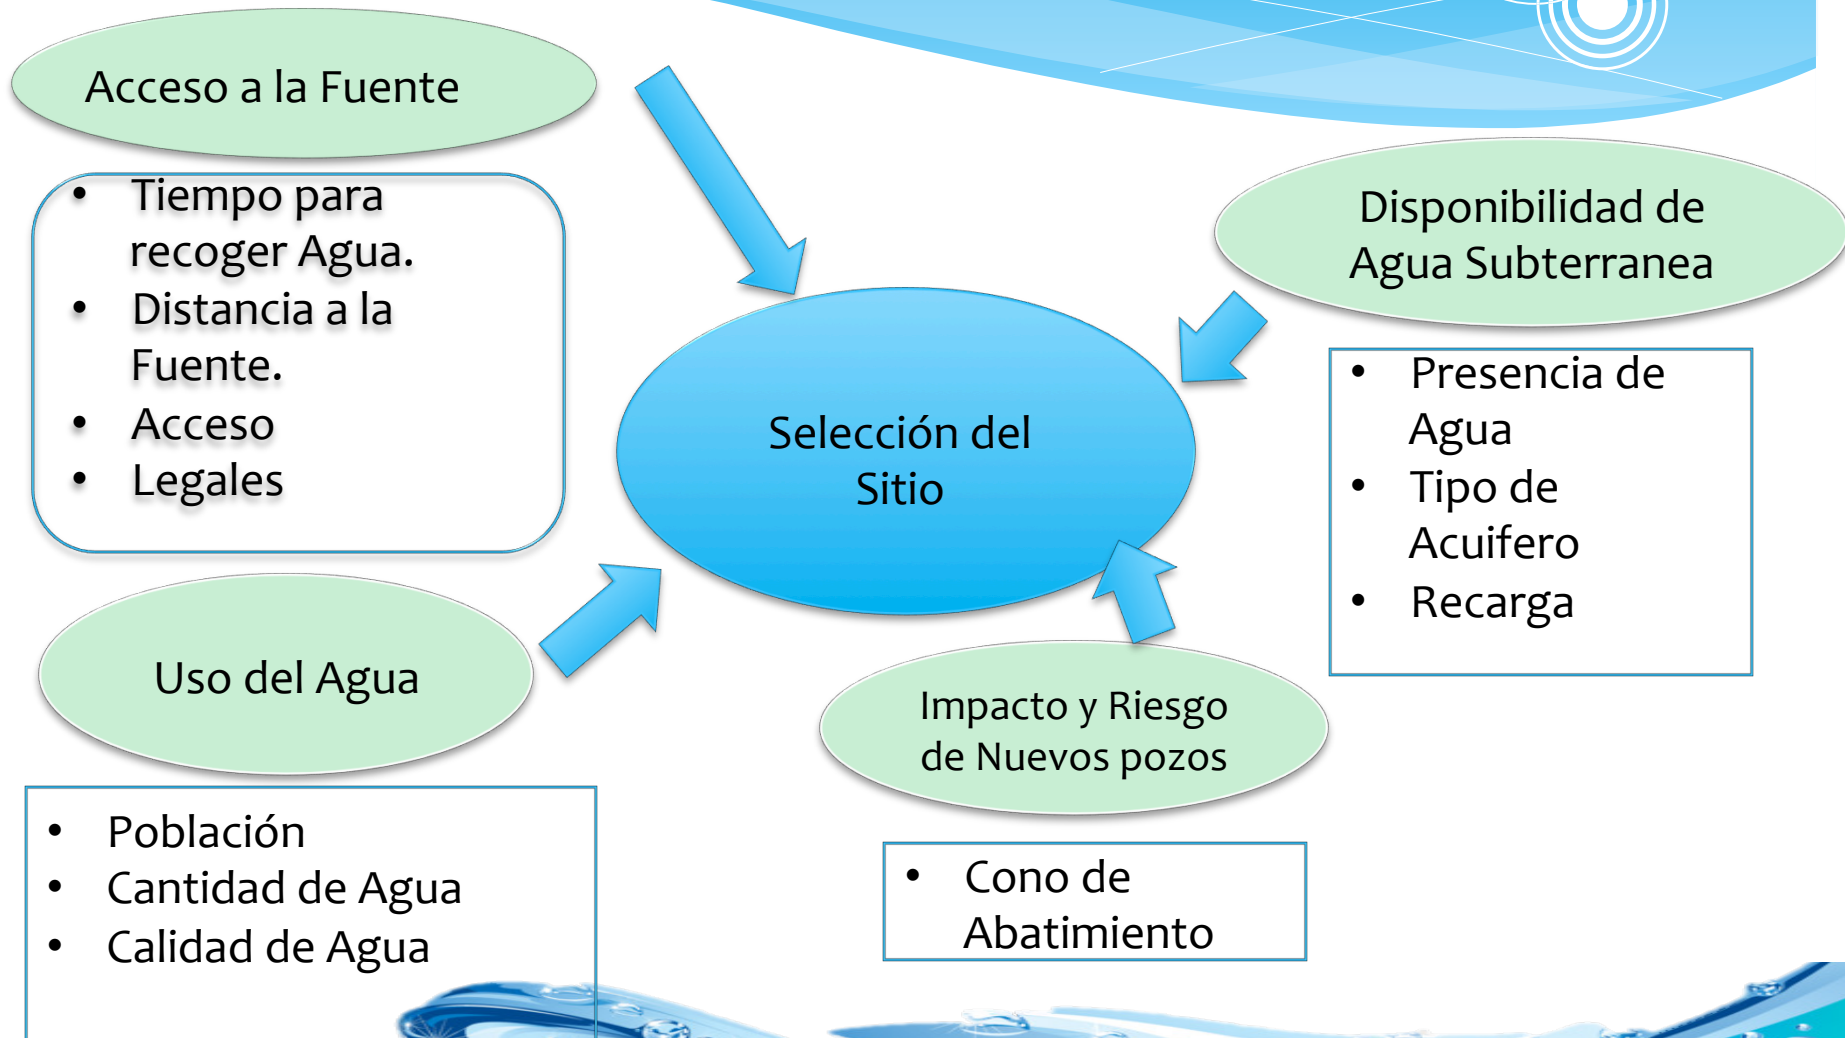 Acceso a la Fuente
• Tiempo para
recoger Agua.
• Distancia a la
Fuente.
• Acceso
• Legales
Disponibilidad de
Agua Subterranea
• Presencia de
Agua
• Tipo de
Acuifero
• Recarga
Selección del
Sitio
Uso del Agua
• Población
• Cantidad de Agua
• Calidad de Agua
Impacto y Riesgo
de Nuevos pozos
• Cono de
Abatimiento